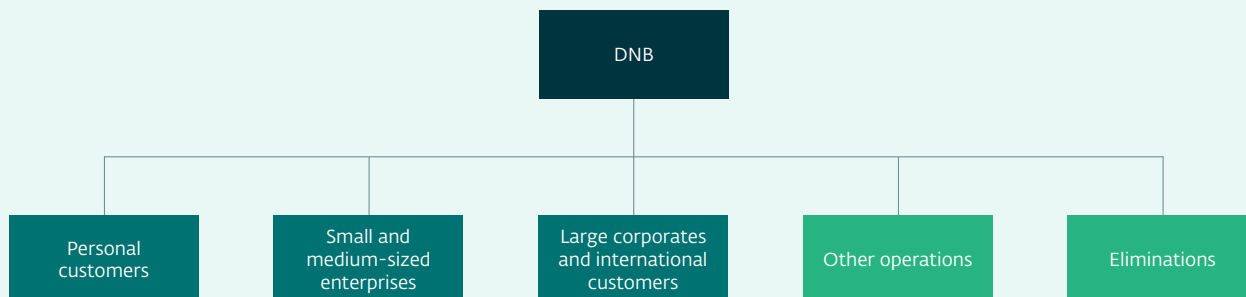 DNB
Personal
customers
Small and
medium-sized
enterprises
Large corporates
and international
customers
Other operations
Eliminations